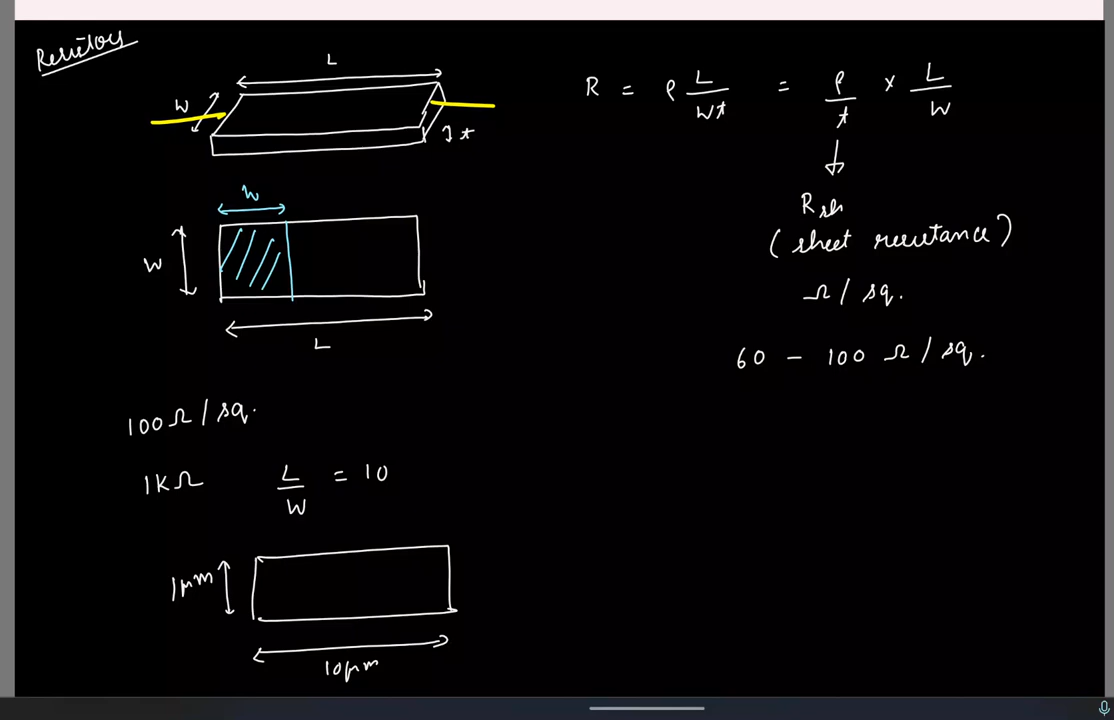 Resistors
L
W
t
R = ρ L/Wt = ρ/t × L/W
Rsh
(sheet resistance)
Ω/sq.
60 - 100 Ω/sq.
W
W
L
100Ω/sq.
1KΩ L/W = 10
1μm
10μm